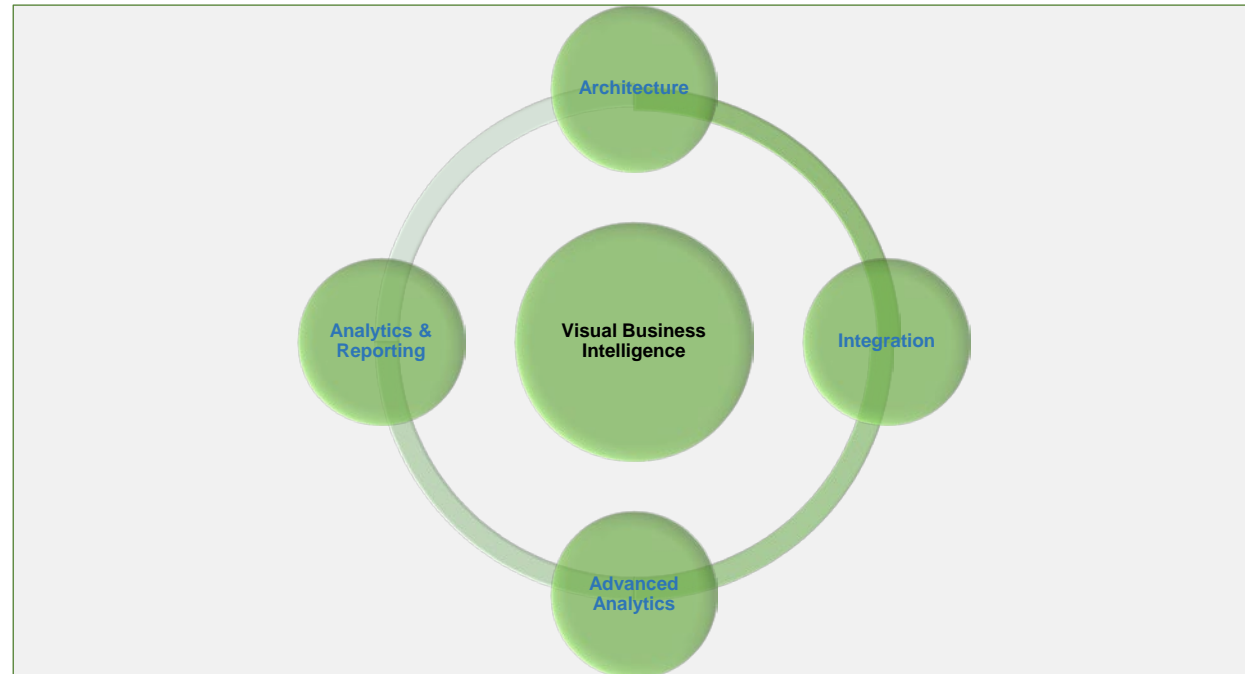 Architecture
Analytics &
Reporting
Visual Business
Intelligence
Integration
Advanced
Analytics